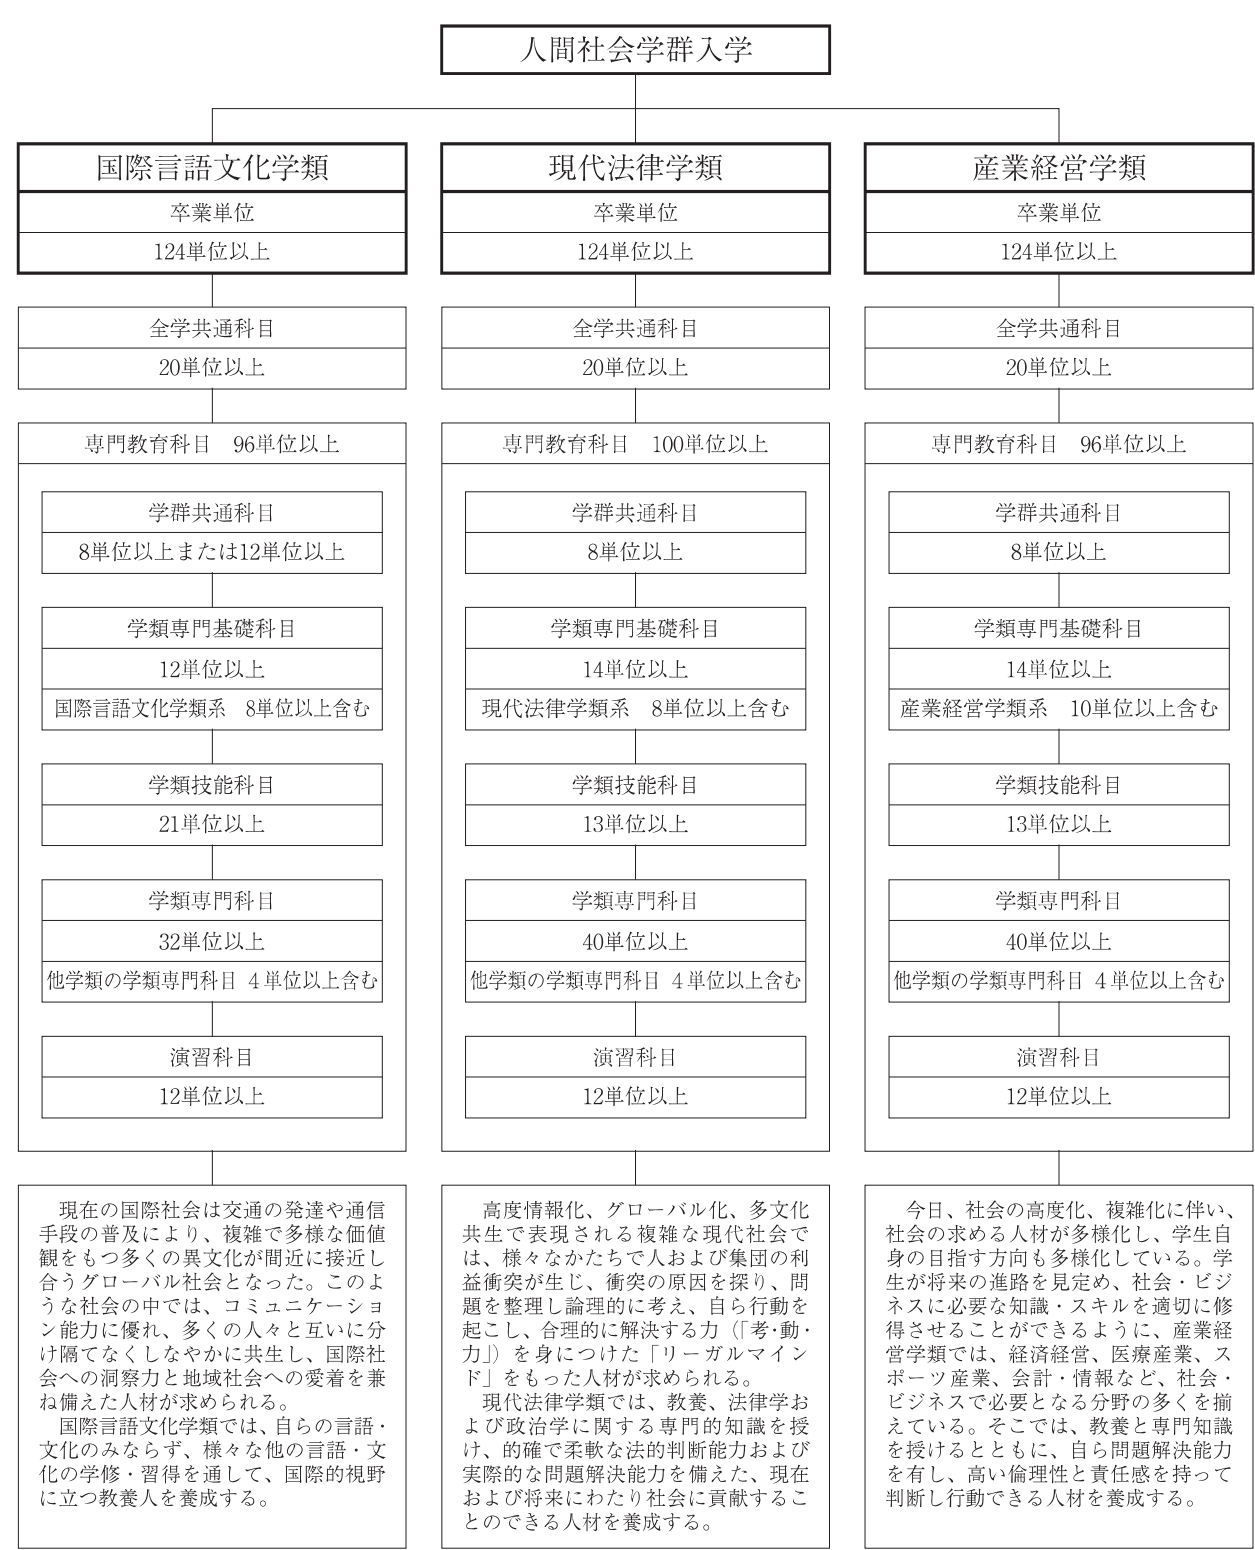 人間社会学群入学
国際言語文化学類
卒業単位
124単位以上
全学共通科目
20単位以上
専門教育科目　96単位以上
学群共通科目
8単位以上または12単位以上
学類専門基礎科目
12単位以上
国際言語文化学類系　8単位以上含む
学類技能科目
21単位以上
学類専門科目
32単位以上
他学類の学類専門科目 4単位以上含む
演習科目
12単位以上
　現在の国際社会は交通の発達や通信
手段の普及により、複雑で多様な価値
観をもつ多くの異文化が間近に接近し
合うグローバル社会となった。このよ
うな社会の中では、コミュニケーショ
ン能力に優れ、多くの人々と互いに分
け隔てなくしなやかに共生し、国際社
会への洞察力と地域社会への愛着を兼
ね備えた人材が求められる。
　国際言語文化学類では、自らの言語・
文化のみならず、様々な他の言語・文
化の学修・習得を通して、国際的視野
に立つ教養人を養成する。
現代法律学類
卒業単位
124単位以上
全学共通科目
20単位以上
専門教育科目　100単位以上
学群共通科目
8単位以上
学類専門基礎科目
14単位以上
現代法律学類系　8単位以上含む
学類技能科目
13単位以上
学類専門科目
40単位以上
他学類の学類専門科目 4単位以上含む
演習科目
12単位以上
　高度情報化、グローバル化、多文化
共生で表現される複雑な現代社会で
は、様々なかたちで人および集団の利
益衝突が生じ、衝突の原因を探り、問
題を整理し論理的に考え、自ら行動を
起こし、合理的に解決する力（「考・動・
力」）を身につけた「リーガルマイン
ド」をもった人材が求められる。
　現代法律学類では、教養、法律学お
よび政治学に関する専門的知識を授
け、的確で柔軟な法的判断能力および
実際的な問題解決能力を備えた、現在
および将来にわたり社会に貢献するこ
とのできる人材を養成する。
産業経営学類
卒業単位
124単位以上
全学共通科目
20単位以上
専門教育科目　96単位以上
学群共通科目
8単位以上
学類専門基礎科目
14単位以上
産業経営学類系　10単位以上含む
学類技能科目
13単位以上
学類専門科目
40単位以上
他学類の学類専門科目 4単位以上含む
演習科目
12単位以上
　今日、社会の高度化、複雑化に伴い、
社会の求める人材が多様化し、学生自
身の目指す方向も多様化している。学
生が将来の進路を見定め、社会・ビジ
ネスに必要な知識・スキルを適切に修
得させることができるように、産業経
営学類では、経済経営、医療産業、ス
ポーツ産業、会計・情報など、社会・
ビジネスで必要となる分野の多くを揃
えている。そこでは、教養と専門知識
を授けるとともに、自ら問題解決能力
を有し、高い倫理性と責任感を持って
判断し行動できる人材を養成する。